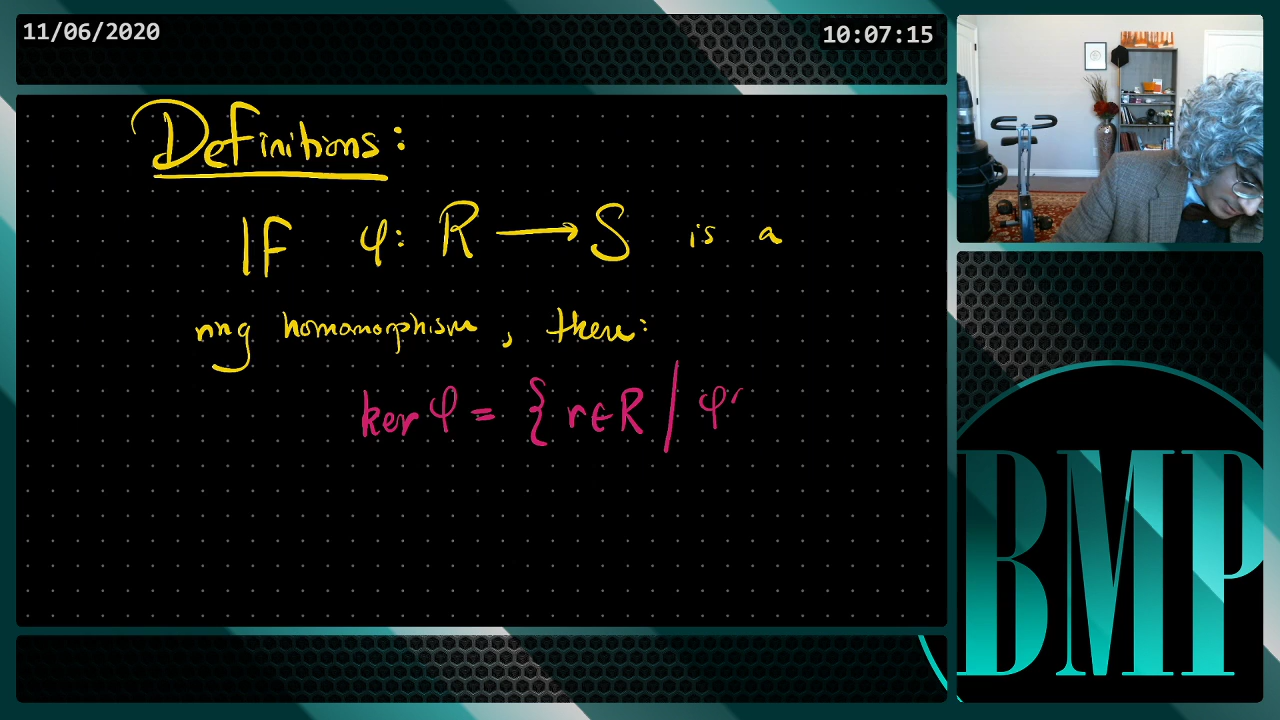 11/06/2020
10:07:15
Definitions:
IF φ: R → S is a
ring homomorphism, then:
ker φ = { r ∈ R | φ(
BMP